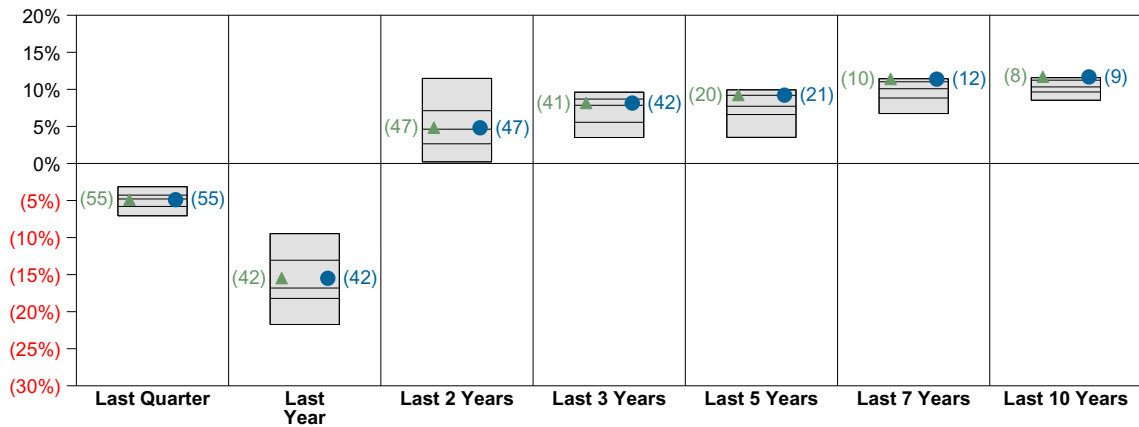 20%
15%
10%
5%
0%
(5%)
(10%)
(15%)
(20%)
(25%)
(30%)
(55) (55)
(42) (42)
(47) (47)
(41) (42)
(20) (21)
(10) (12)
(8) (9)
Last Quarter
Last
Year
Last 2 Years
Last 3 Years
Last 5 Years
Last 7 Years
Last 10 Years